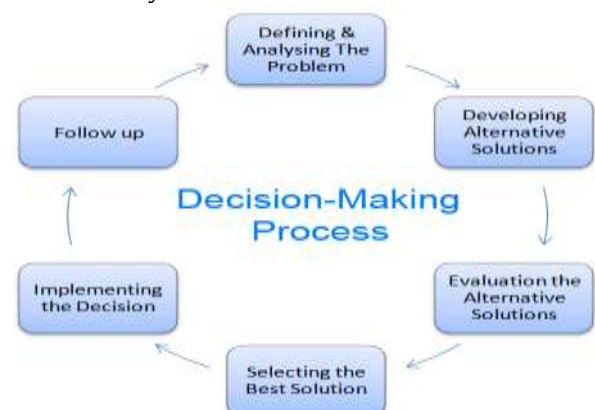 Defining &
Analysing The
Problem
Developing
Alternative
Solutions
Evaluation the
Alternative
Solutions
Selecting the
Best Solution
Implementing
the Decision
Follow up
Decision-Making
Process